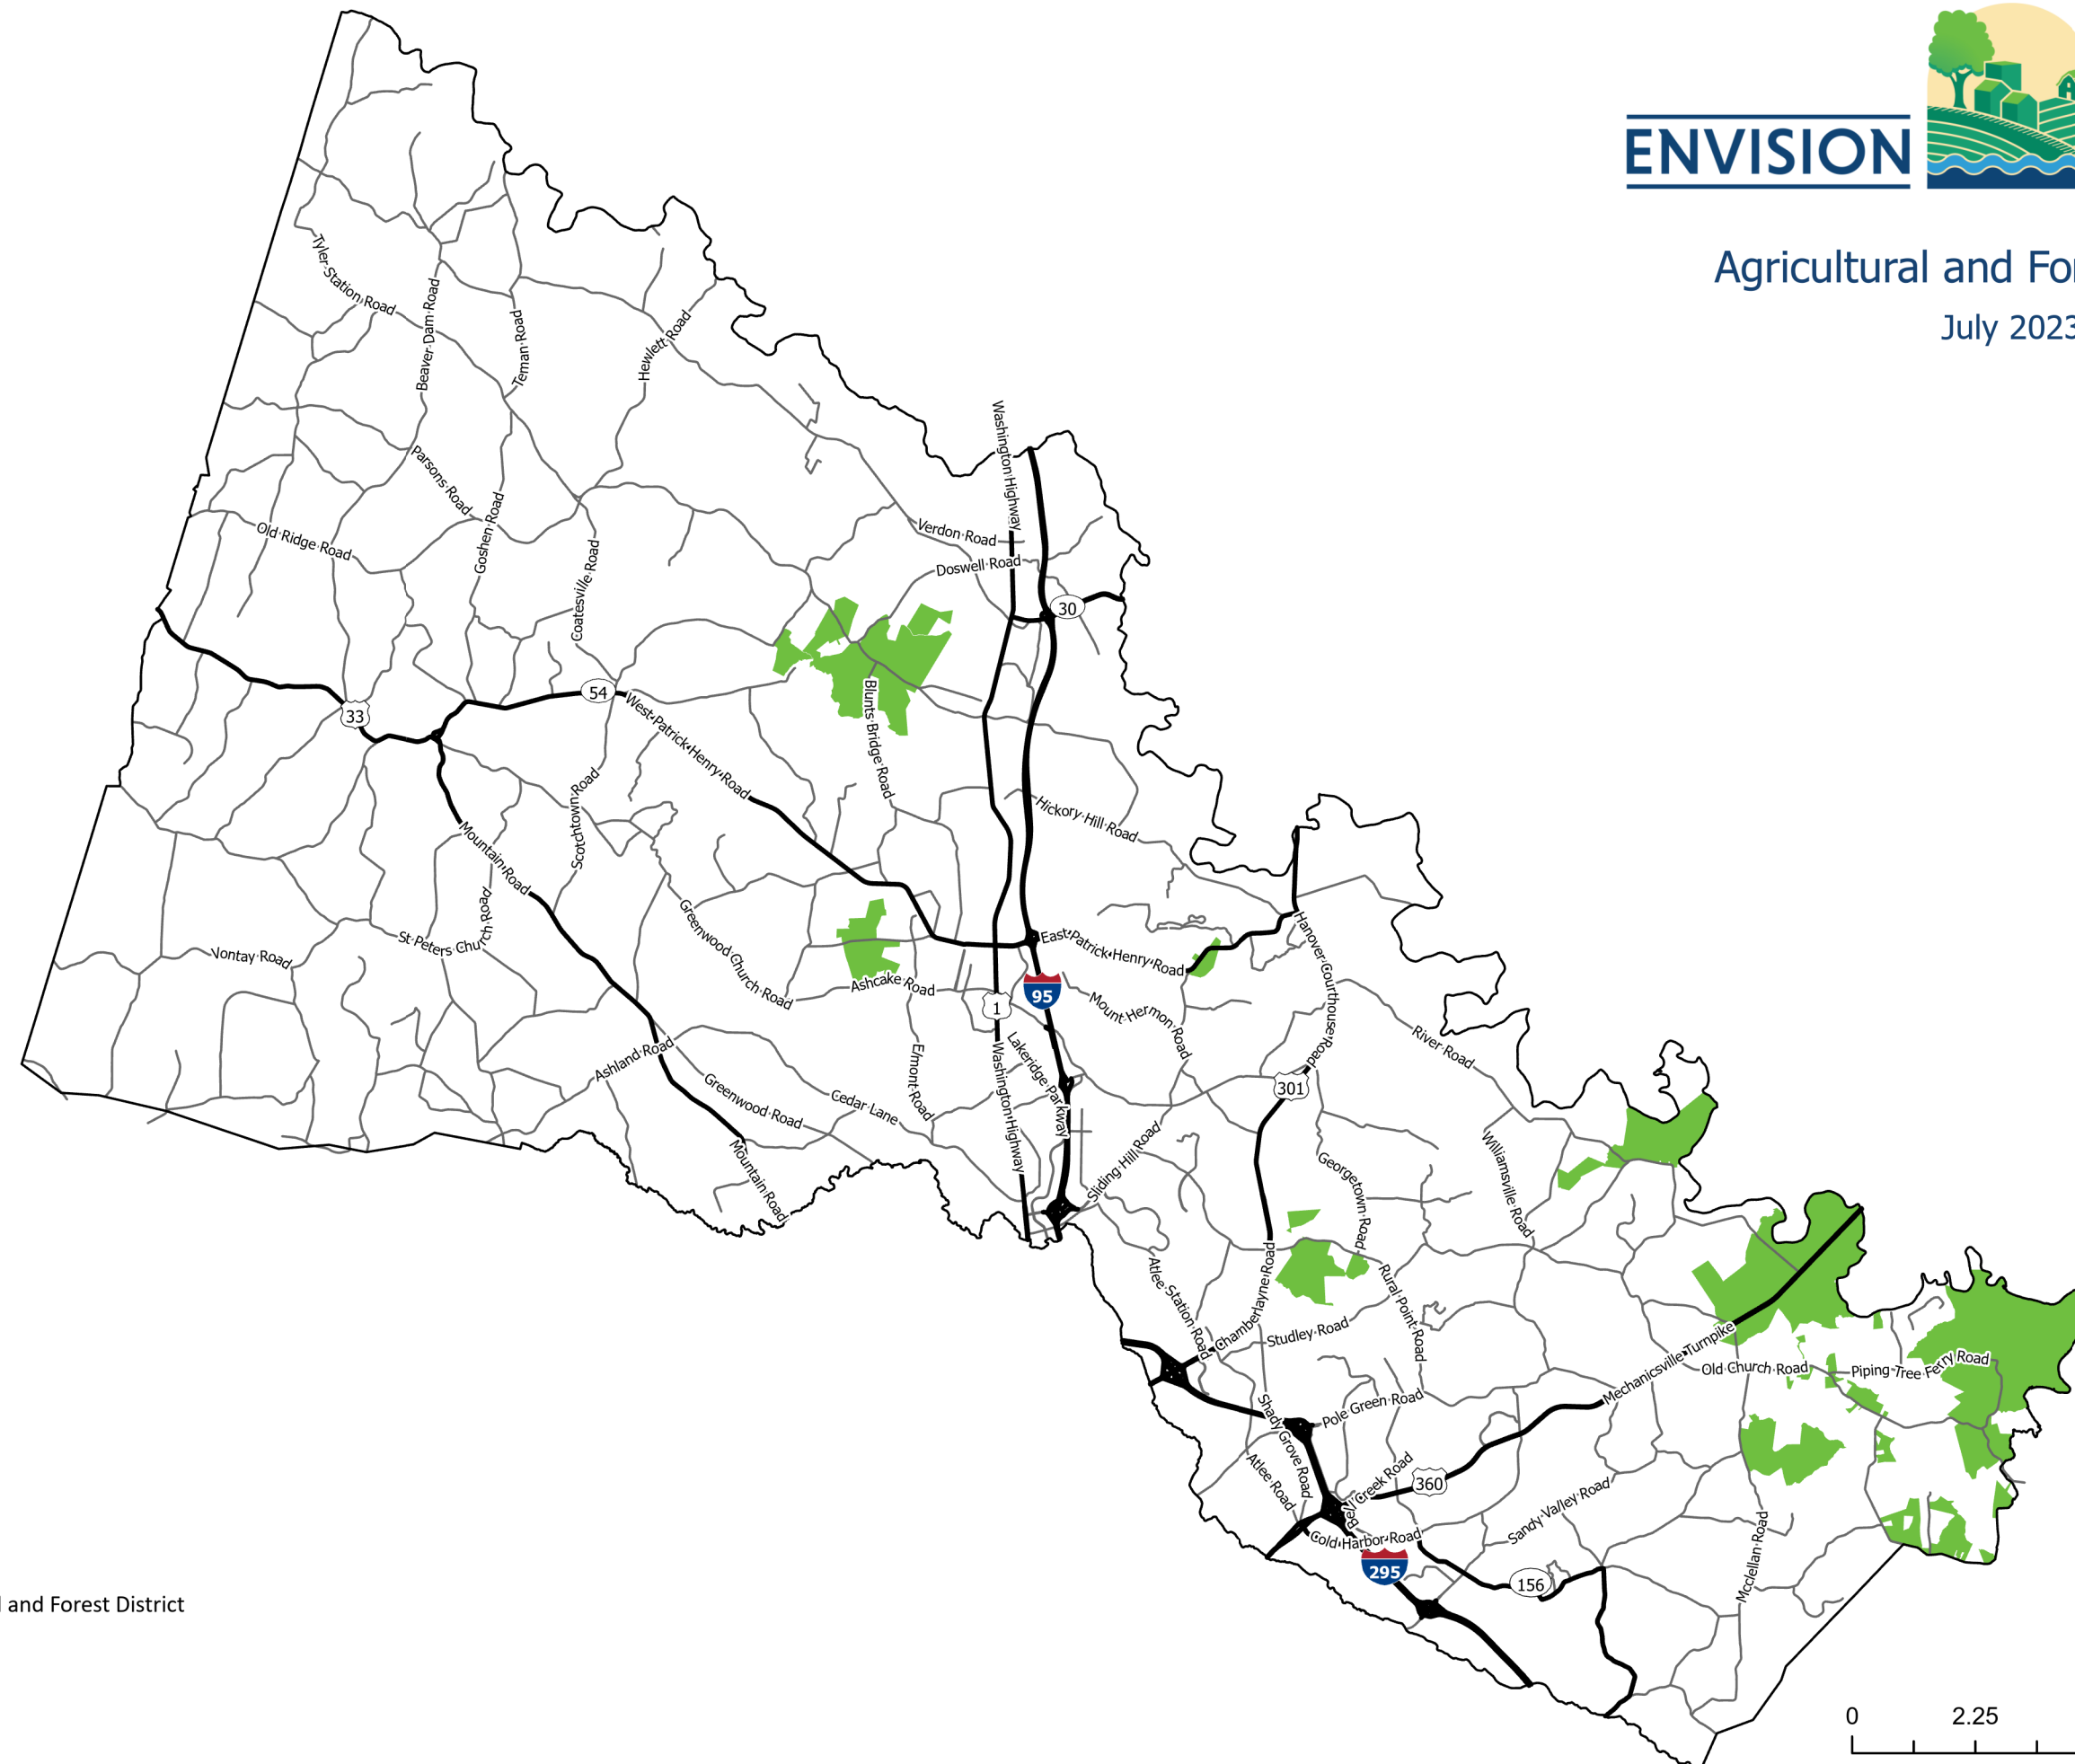 ENVISION
Agricultural and For
July 2023
Tyler Station Road
Beaver Dam Road
Teman Road
Hewlett Road
Washington Highway
Parsons Road
Old Ridge Road
Goshen Road
Coatesville Road
Verdon Road
Doswell Road
30
54
33
West Patrick Henry Road
Blunts Bridge Road
Scotchtown Road
Hickory Hill Road
Mountain Road
Greenwood Church Road
St Peters Church Road
Vontay Road
East Patrick Henry Road
Hanover Courthouse Road
Ashcake Road
95
1
Mount Hermon Road
River Road
Ashland Road
Elmont Road
Lakeridge Parkway
Washington Highway
301
Greenwood Road
Cedar Lane
Mountain Road
Sliding Hill Road
Georgetown Road
Williamsville Road
Atlee Station Road
Chamberlayne Road
Rural Point Road
Studley Road
Mechanicsville Turnpike
Old Church Road
Piping Tree Ferry Road
Shady Grove Road
Pole Green Road
Atlee Road
Bell Creek Road
360
Sandy Valley Road
Cold Harbor Road
295
156
Mcclellan Road
and Forest District
0 2.25